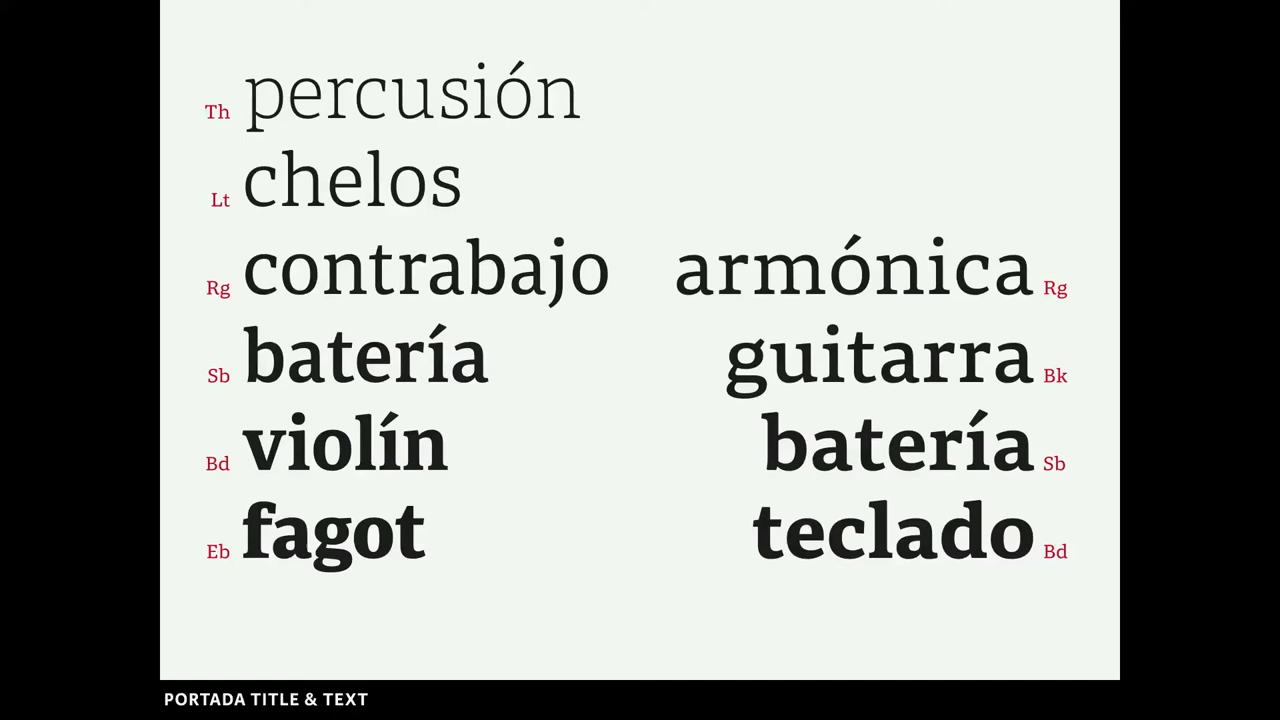 Th percusión
Lt chelos
Rg contrabajo armónica Rg
Sb batería guitarra Bk
Bd violín batería Sb
Eb fagot teclado Bd
PORTADA TITLE & TEXT